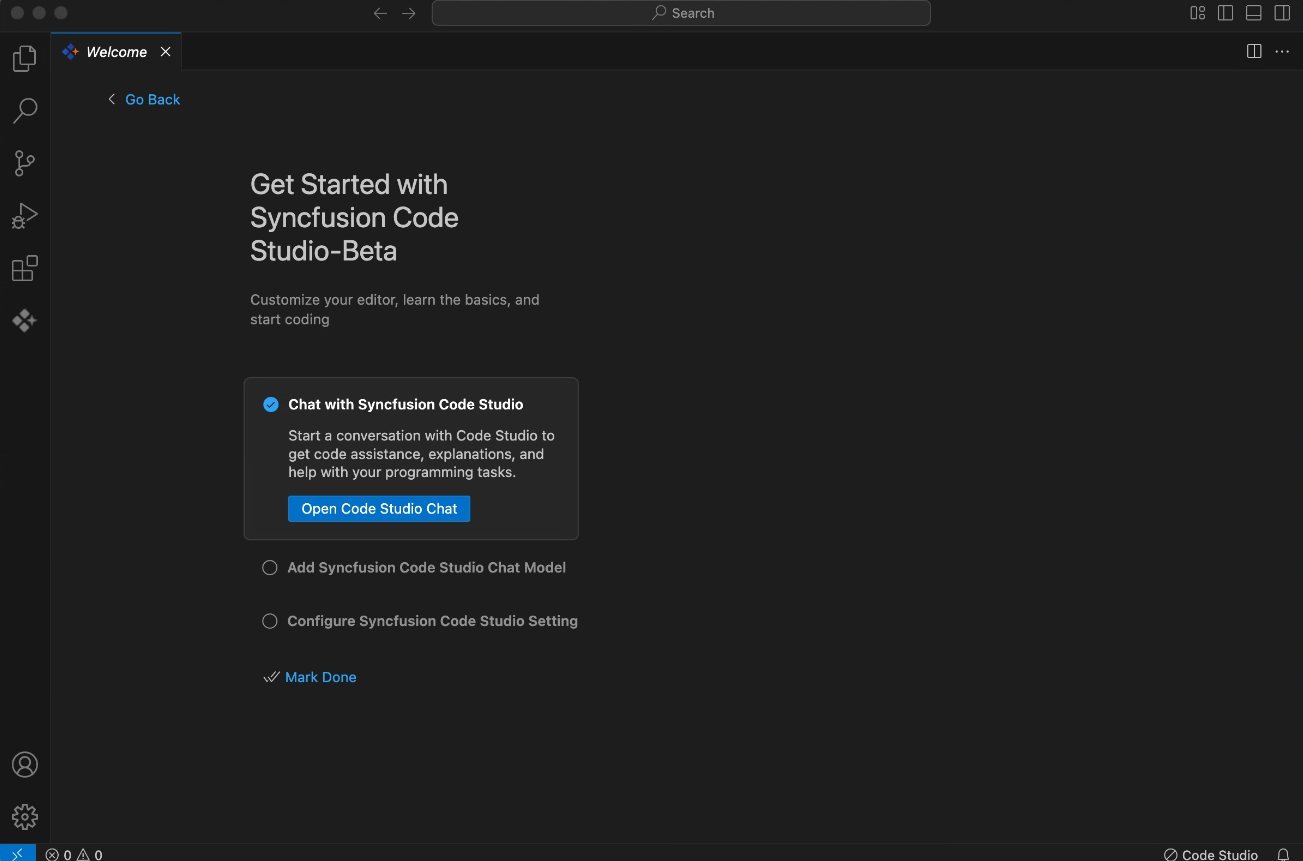 Search
Welcome
Go Back
Get Started with
Syncfusion Code
Studio-Beta
Customize your editor, learn the basics, and
start coding
Chat with Syncfusion Code Studio
Start a conversation with Code Studio to
get code assistance, explanations, and
help with your programming tasks.
Open Code Studio Chat
Add Syncfusion Code Studio Chat Model
Configure Syncfusion Code Studio Setting
Mark Done
0 0
Code Studio